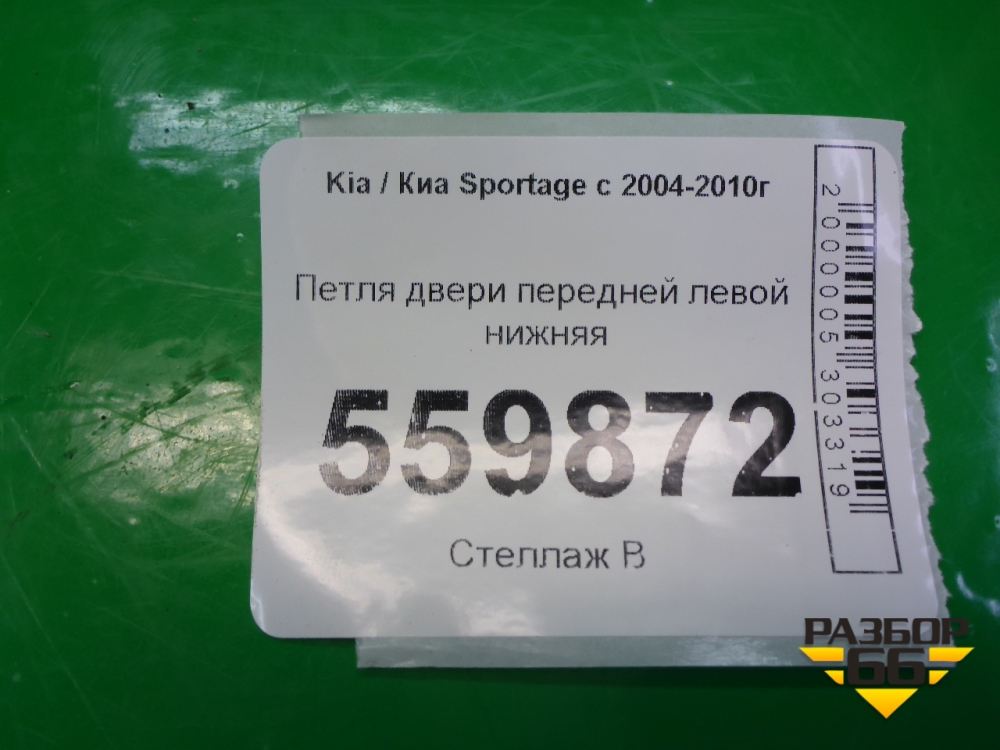 Kia / Киа Sportage с 2004-2010г
Петля двери передней левой
нижняя
559872
Стеллаж В
2000005303319
РАЗБОР
66